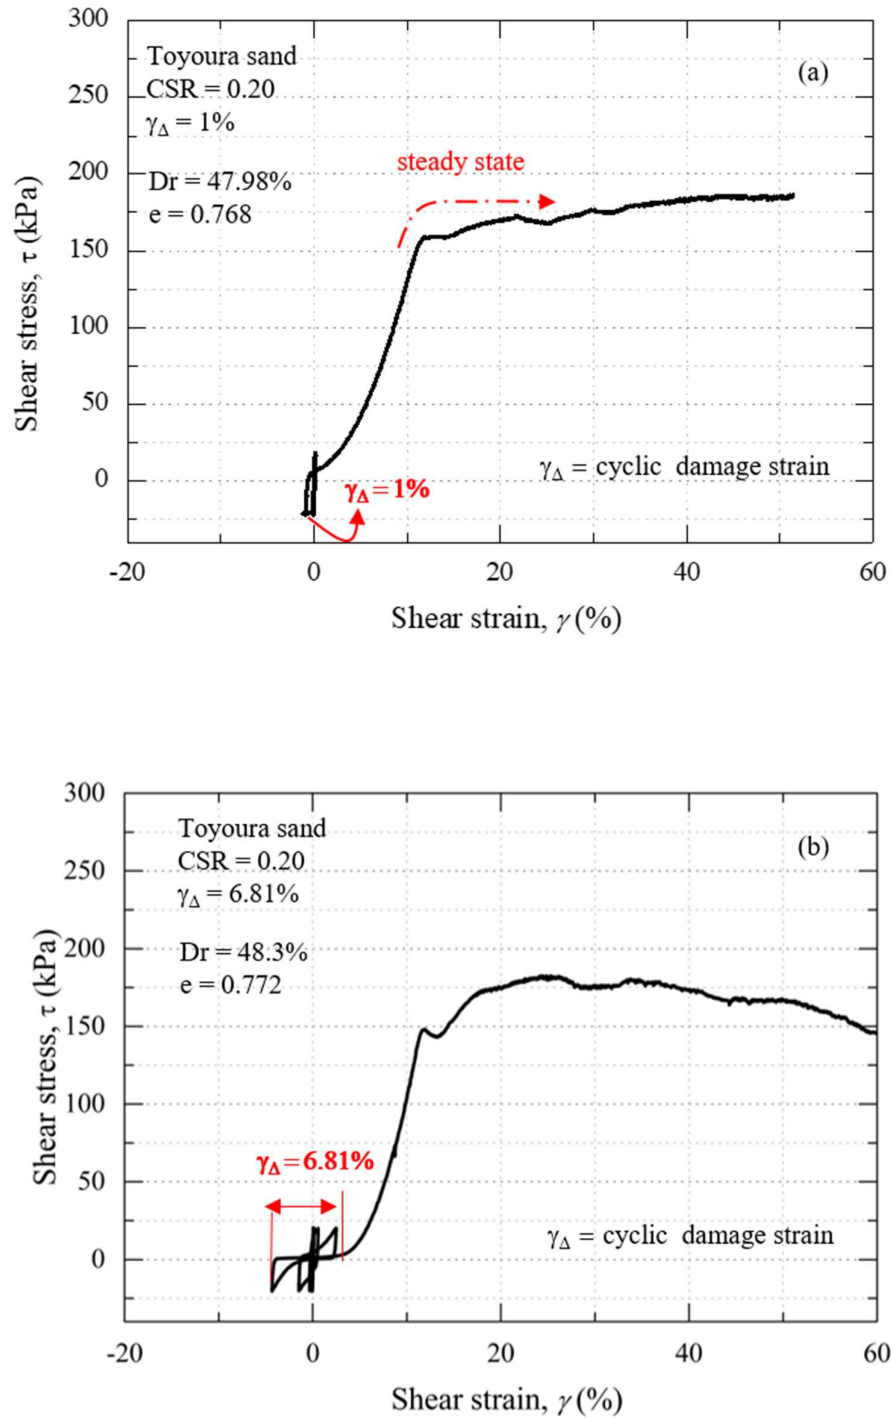 300
250
200
150
100
50
0
Shear stress, τ (kPa)
Toyoura sand
CSR = 0.20
γΔ = 1%
Dr = 47.98%
e = 0.768
(a)
steady state
γΔ = cyclic damage strain
γΔ = 1%
-20 0 20 40 60
Shear strain, γ (%)
300
250
200
150
100
50
0
Shear stress, τ (kPa)
Toyoura sand
CSR = 0.20
γΔ = 6.81%
Dr = 48.3%
e = 0.772
(b)
γΔ = 6.81%
γΔ = cyclic damage strain
-20 0 20 40 60
Shear strain, γ (%)